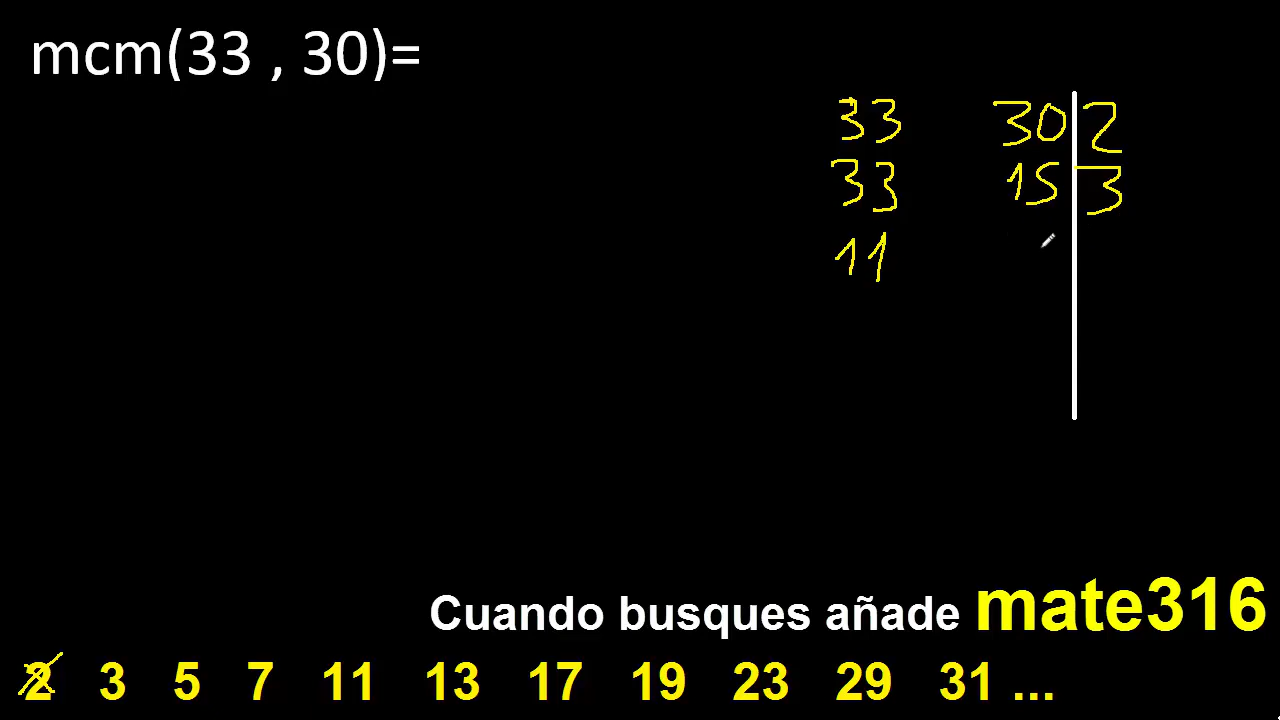 mcm(33 , 30)=
33 30 2
33 15 3
11
Cuando busques añade mate316
2 3 5 7 11 13 17 19 23 29 31 ...